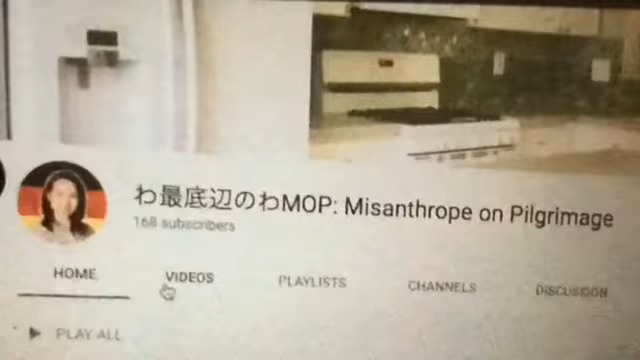 わ最底辺のわMOP: Misanthrope on Pilgrimage
168 subscribers
HOME VIDEOS PLAYLISTS CHANNELS DISCUSSION
PLAY ALL